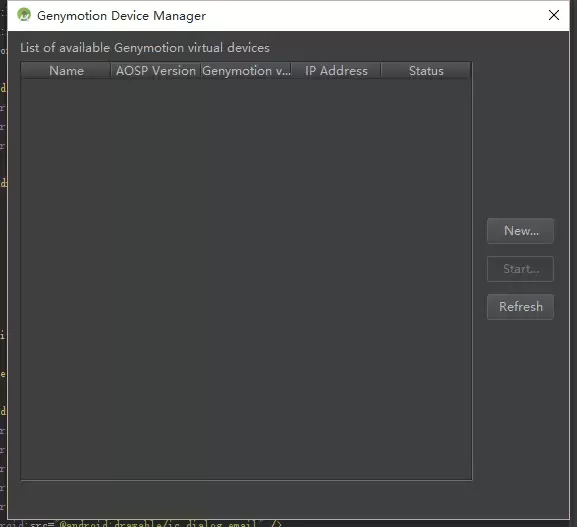 Genymotion Device Manager
List of available Genymotion virtual devices
Name AOSP Version Genymotion v... IP Address Status
New...
Start...
Refresh
roid:src="@android:drawable/ic_dialog_email" />